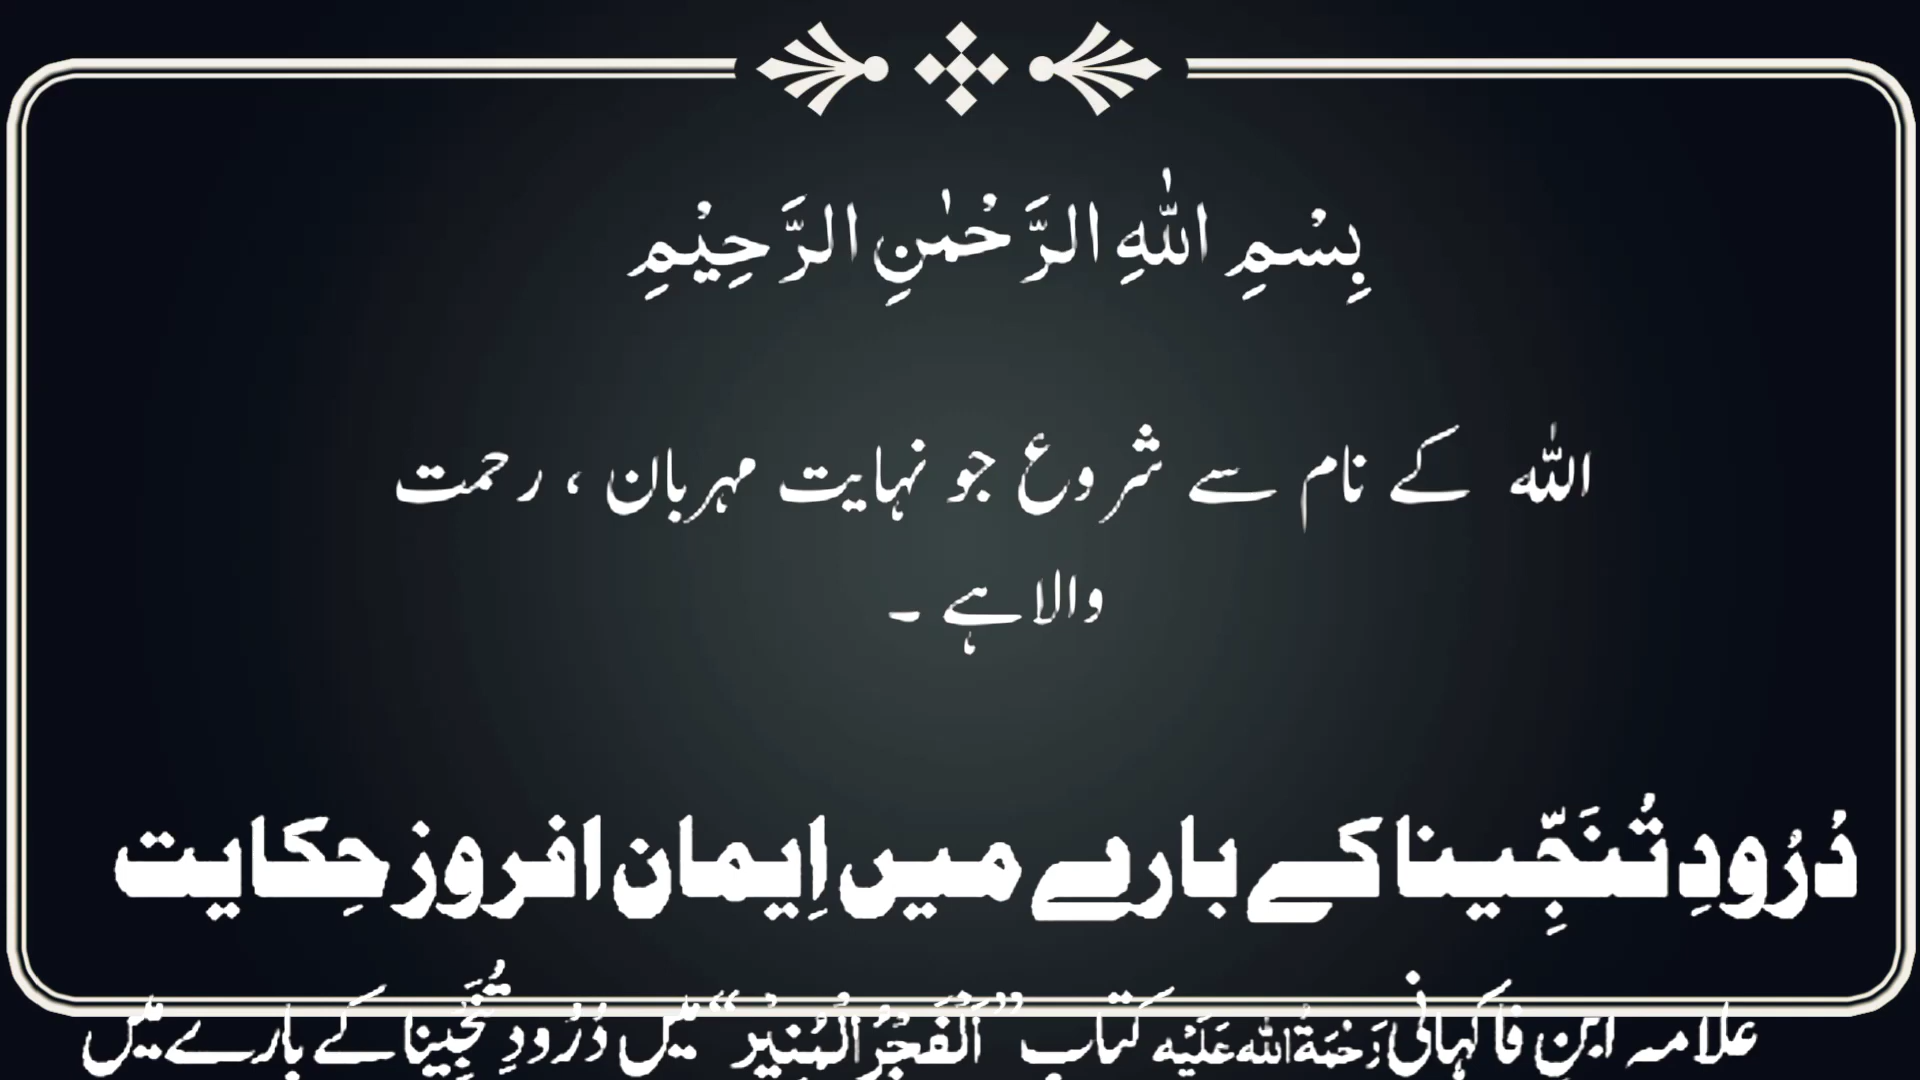 بِسْمِ اللّٰهِ الرَّحْمٰنِ الرَّحِيْمِ
اللہ کے نام سے شروع جو نہایت مہربان ، رحمت
والا ہے ۔
دُرُودِ تُنَجِّینا کے بارے میں اِیمان افروز حِکایت
علامہ ابنِ فاکہانی رَحْمَةُ اللهِ عَلَيْه کتاب ”اَلْفَجْرُ الْمُنِیْر“ میں دُرُودِ تُنَجِّینا کے بارے میں